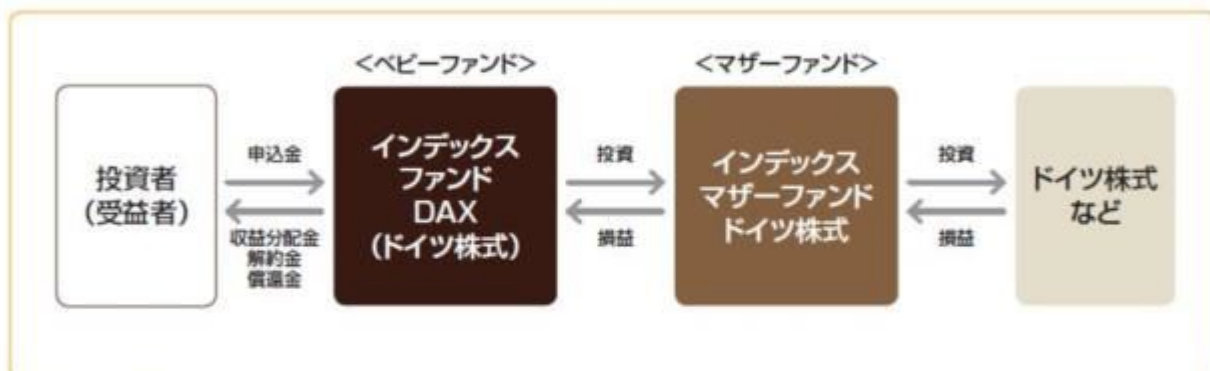 <ベビーファンド>
<マザーファンド>
投資者
(受益者)
申込金
収益分配金
解約金
償還金
インデックス
ファンド
DAX
(ドイツ株式)
投資
損益
インデックス
マザーファンド
ドイツ株式
投資
損益
ドイツ株式
など